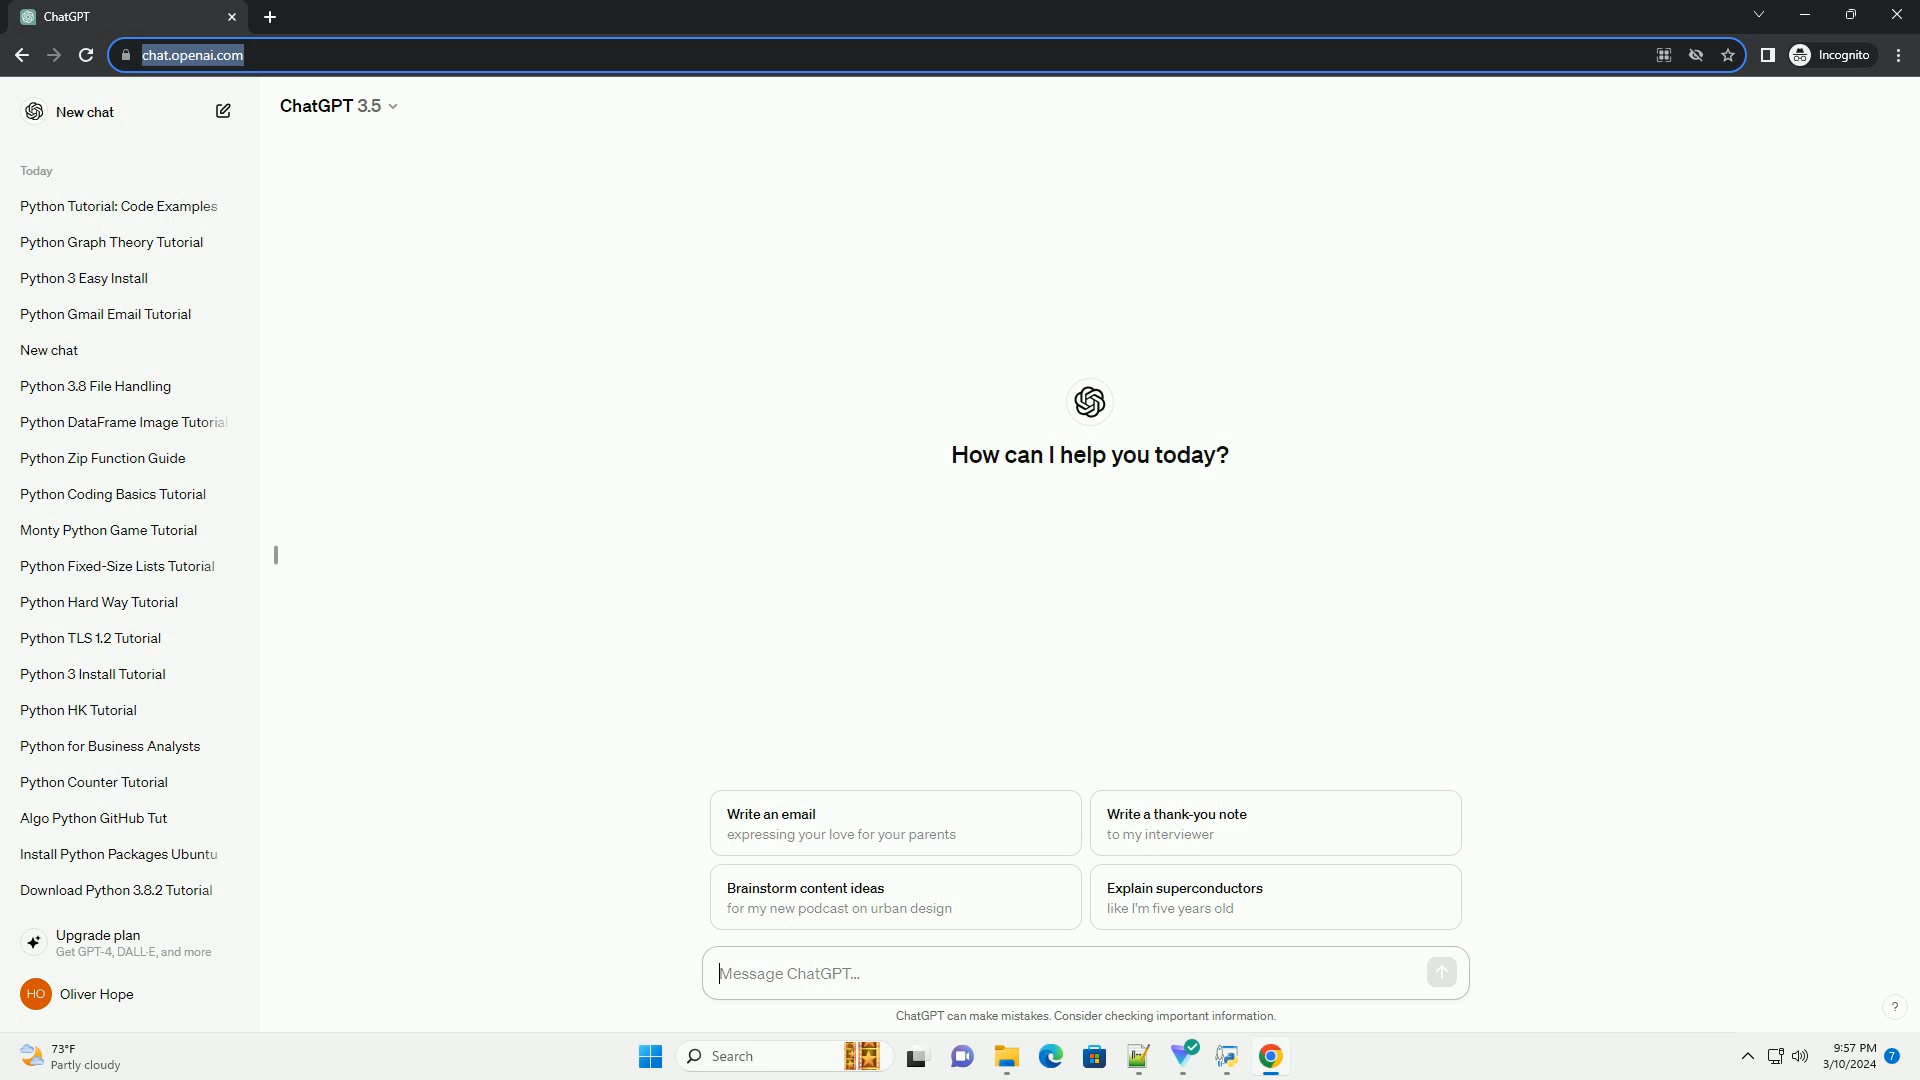 ChatGPT
chat.openai.com
Incognito
New chat
ChatGPT 3.5
Today
Python Tutorial: Code Examples
Python Graph Theory Tutorial
Python 3 Easy Install
Python Gmail Email Tutorial
New chat
Python 3.8 File Handling
Python DataFrame Image Tutorial
Python Zip Function Guide
Python Coding Basics Tutorial
Monty Python Game Tutorial
Python Fixed-Size Lists Tutorial
Python Hard Way Tutorial
Python TLS 1.2 Tutorial
Python 3 Install Tutorial
Python HK Tutorial
Python for Business Analysts
Python Counter Tutorial
Algo Python GitHub Tut
Install Python Packages Ubuntu
Download Python 3.8.2 Tutorial
Upgrade plan
Get GPT-4, DALL·E, and more
HO Oliver Hope
How can I help you today?
Write an email
expressing your love for your parents
Write a thank-you note
to my interviewer
Brainstorm content ideas
for my new podcast on urban design
Explain superconductors
like I'm five years old
Message ChatGPT...
ChatGPT can make mistakes. Consider checking important information.
?
73°F
Partly cloudy
Search
9:57 PM
3/10/2024
7